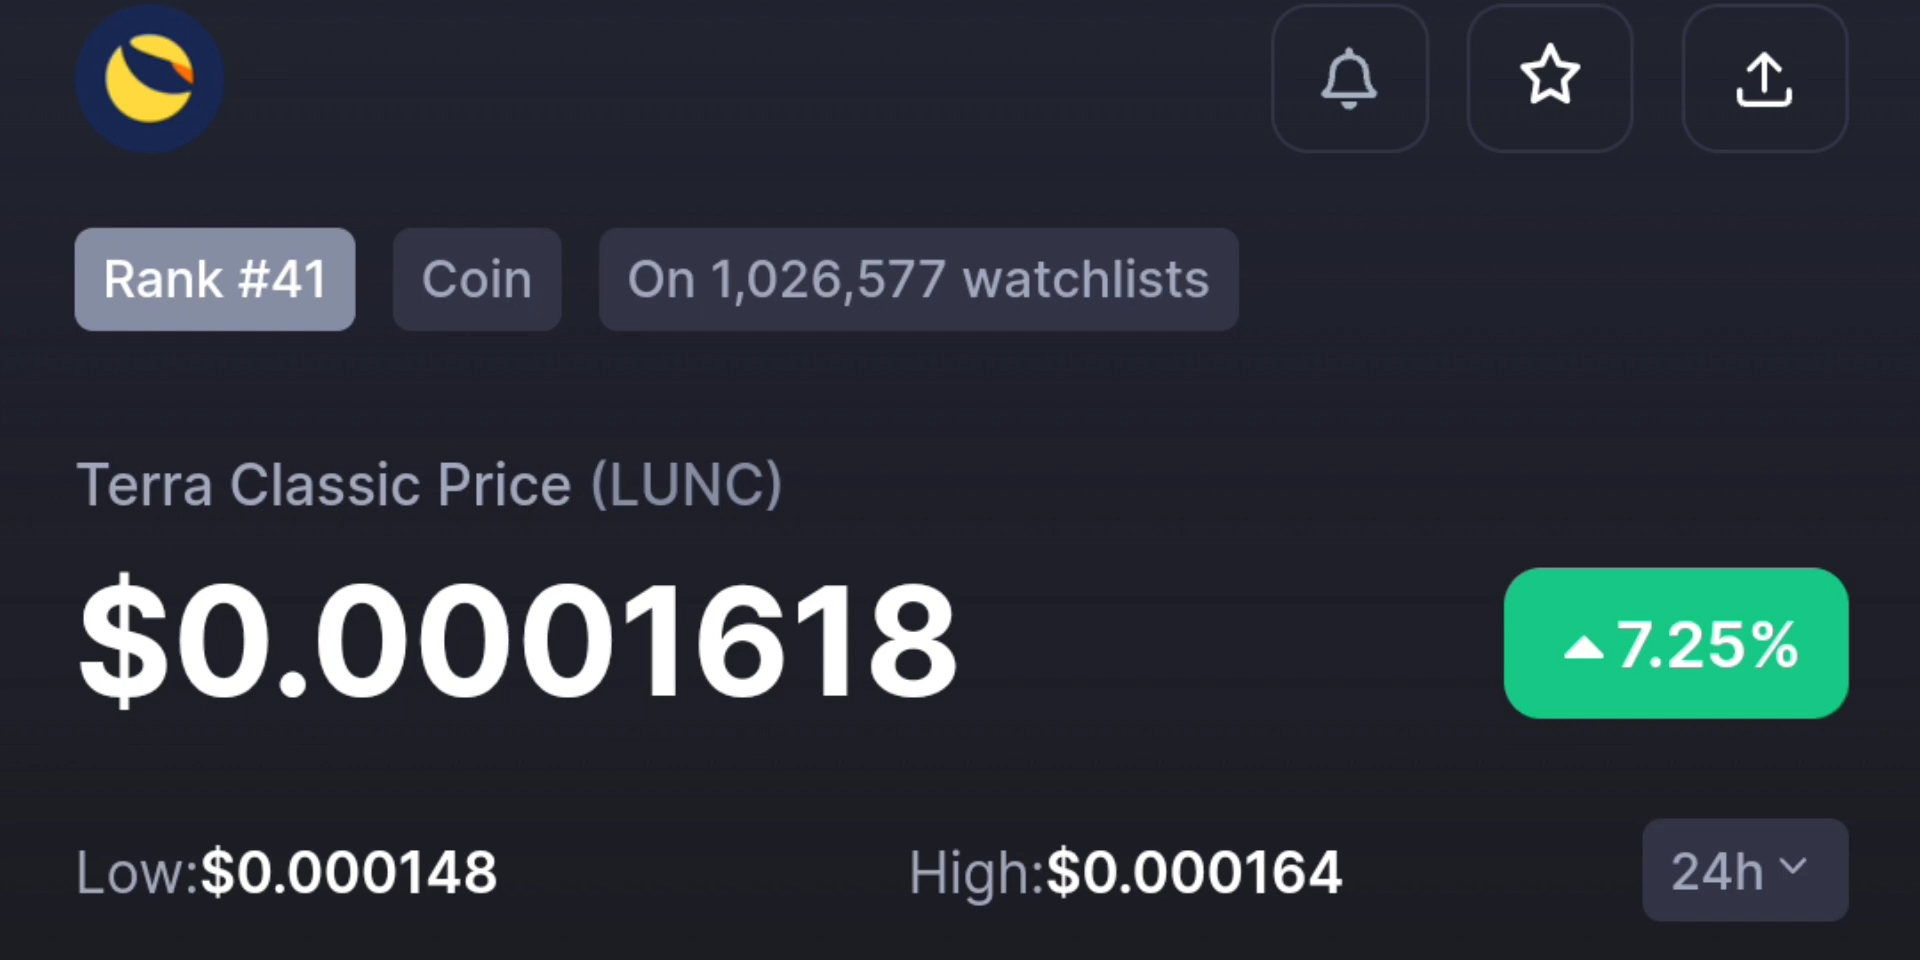 Rank #41 Coin On 1,026,577 watchlists
Terra Classic Price (LUNC)
$0.0001618 ▲7.25%
Low:$0.000148 High:$0.000164 24h